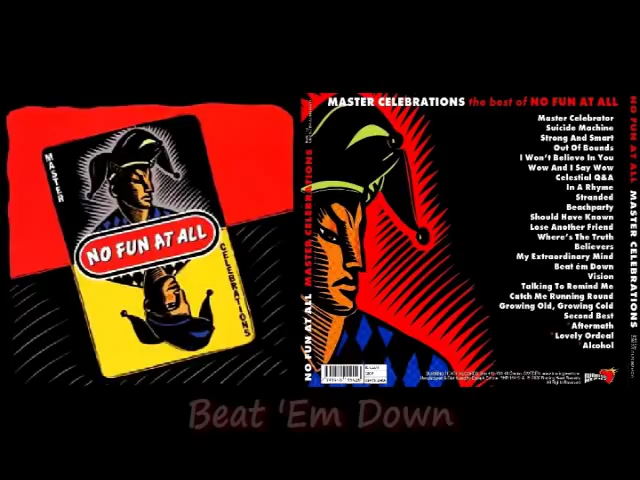 MASTER
NO FUN AT ALL
CELEBRATIONS
NO FUN AT ALL MASTER CELEBRATIONS
MASTER CELEBRATIONS the best of NO FUN AT ALL
Master Celebrator
Suicide Machine
Strong And Smart
Out Of Bounds
I Won't Believe In You
Wow And I Say Wow
Celestial Q&A
In A Rhyme
Stranded
Beachparty
Should Have Known
Lose Another Friend
Where's The Truth
Believers
My Extraordinary Mind
Beat ém Down
Vision
Talking To Remind Me
Catch Me Running Round
Growing Old, Growing Cold
Second Best
*Aftermath
*Lovely Ordeal
*Alcohol
NO FUN AT ALL MASTER CELEBRATIONS
Beat 'Em Down